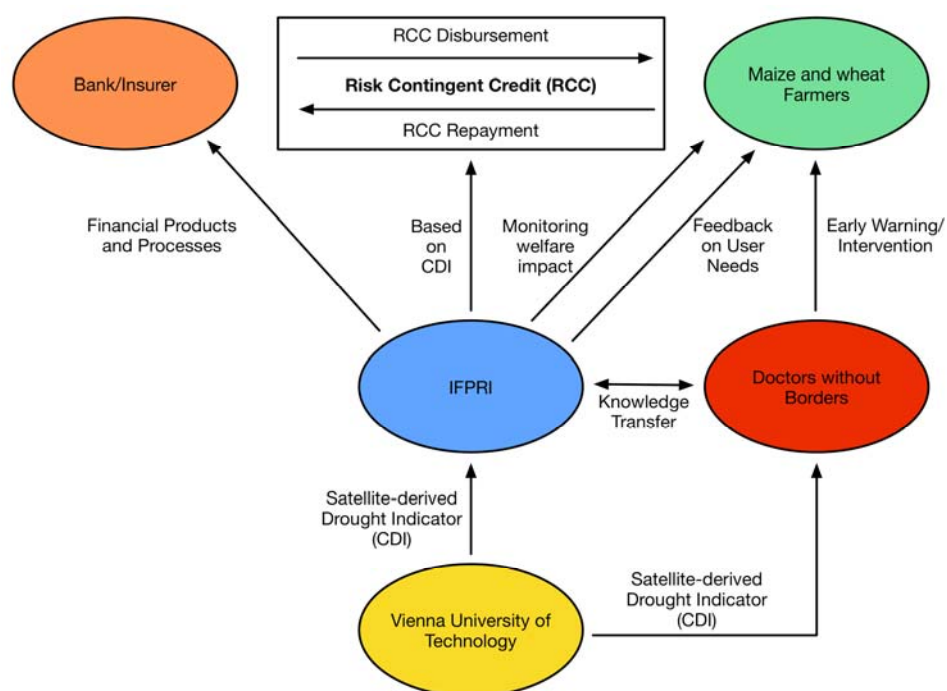 RCC Disbursement
Bank/Insurer
Risk Contingent Credit (RCC)
Maize and wheat
Farmers
RCC Repayment
Financial Products
and Processes
Based
on
CDI
Monitoring
welfare
impact
Feedback
on User
Needs
Early Warning/
Intervention
IFPRI
Knowledge
Transfer
Doctors without
Borders
Satellite-derived
Drought Indicator
(CDI)
Satellite-derived
Drought Indicator
(CDI)
Vienna University of
Technology